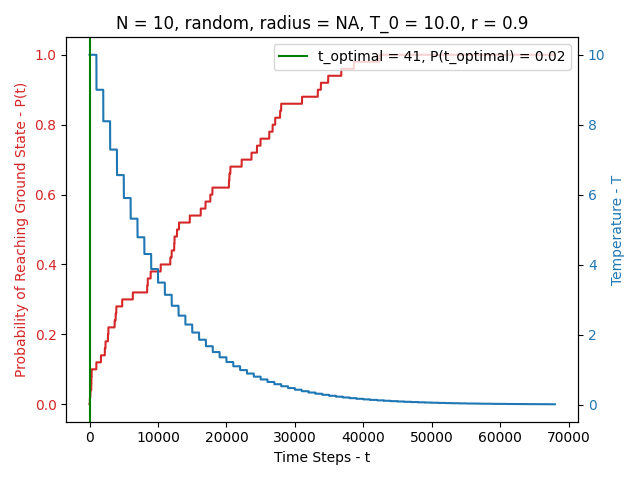 N = 10, random, radius = NA, T_0 = 10.0, r = 0.9
t_optimal = 41, P(t_optimal) = 0.02
Probability of Reaching Ground State - P(t)
1.0
0.8
0.6
0.4
0.2
0.0
10
8
6
4
2
0
Temperature - T
0 10000 20000 30000 40000 50000 60000 70000
Time Steps - t